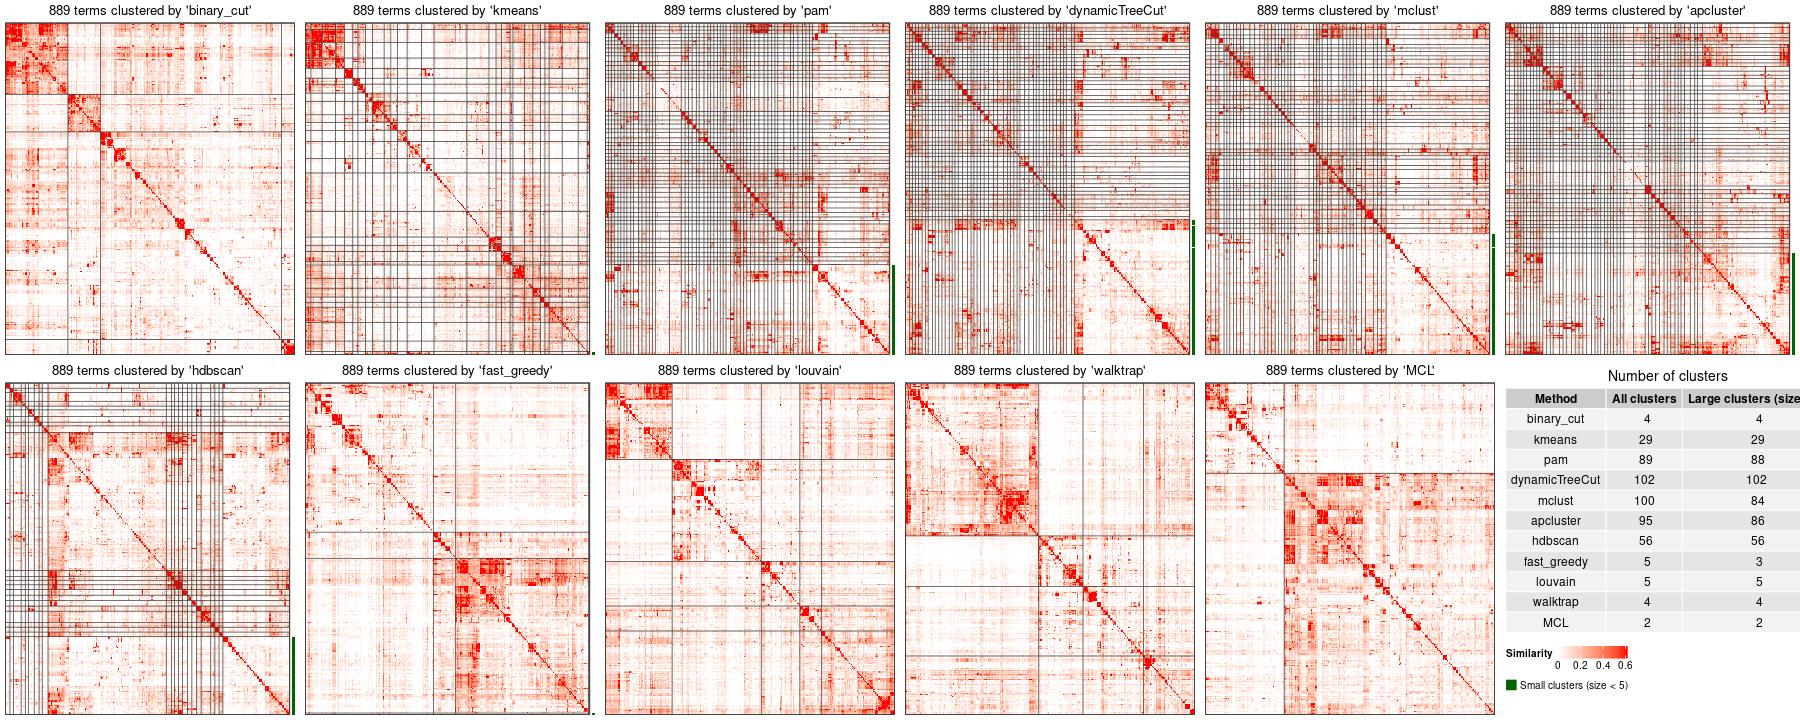 889 terms clustered by 'binary_cut'
889 terms clustered by 'kmeans'
889 terms clustered by 'pam'
889 terms clustered by 'dynamicTreeCut'
889 terms clustered by 'mclust'
889 terms clustered by 'apcluster'
889 terms clustered by 'hdbscan'
889 terms clustered by 'fast_greedy'
889 terms clustered by 'louvain'
889 terms clustered by 'walktrap'
889 terms clustered by 'MCL'
Number of clusters
Method All clusters Large clusters (size
binary_cut 4 4
kmeans 29 29
pam 89 88
dynamicTreeCut 102 102
mclust 100 84
apcluster 95 86
hdbscan 56 56
fast_greedy 5 3
louvain 5 5
walktrap 4 4
MCL 2 2
Similarity
0 0.2 0.4 0.6
Small clusters (size < 5)